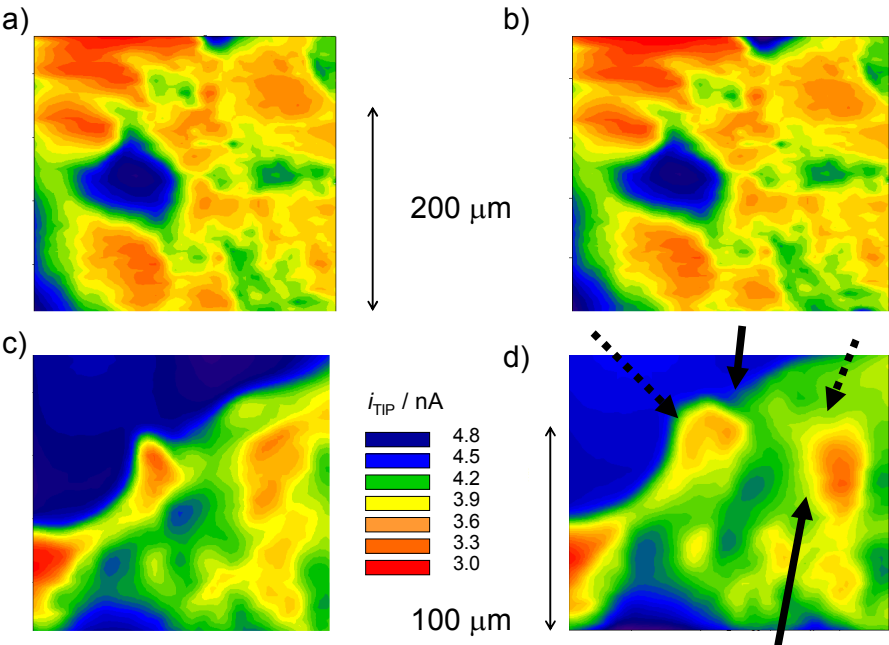 a)
b)
200 μm
c)
d)
i_TIP / nA
4.8
4.5
4.2
3.9
3.6
3.3
3.0
100 μm